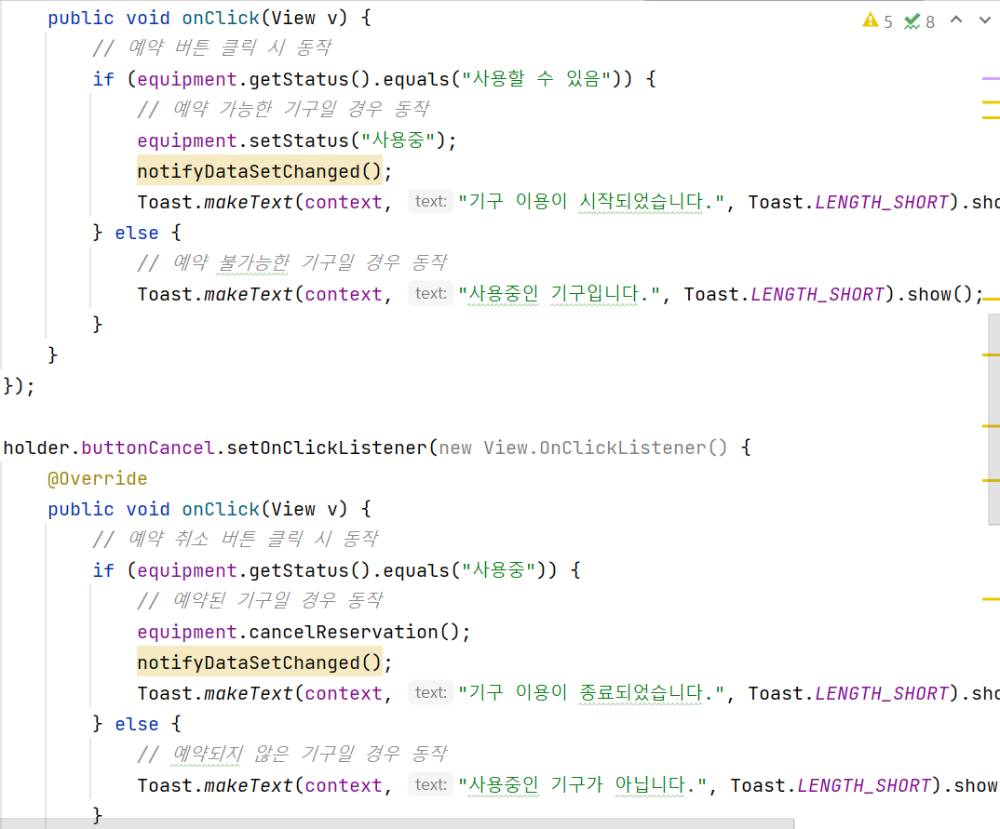 public void onClick(View v) {
5 8
// 예약 버튼 클릭 시 동작
if (equipment.getStatus().equals("사용할 수 있음")) {
// 예약 가능한 기구일 경우 동작
equipment.setStatus("사용중");
notifyDataSetChanged();
Toast.makeText(context, text: "기구 이용이 시작되었습니다.", Toast.LENGTH_SHORT).sho
} else {
// 예약 불가능한 기구일 경우 동작
Toast.makeText(context, text: "사용중인 기구입니다.", Toast.LENGTH_SHORT).show();
}
}
});
holder.buttonCancel.setOnClickListener(new View.OnClickListener() {
@Override
public void onClick(View v) {
// 예약 취소 버튼 클릭 시 동작
if (equipment.getStatus().equals("사용중")) {
// 예약된 기구일 경우 동작
equipment.cancelReservation();
notifyDataSetChanged();
Toast.makeText(context, text: "기구 이용이 종료되었습니다.", Toast.LENGTH_SHORT).sho
} else {
// 예약되지 않은 기구일 경우 동작
Toast.makeText(context, text: "사용중인 기구가 아닙니다.", Toast.LENGTH_SHORT).show
}